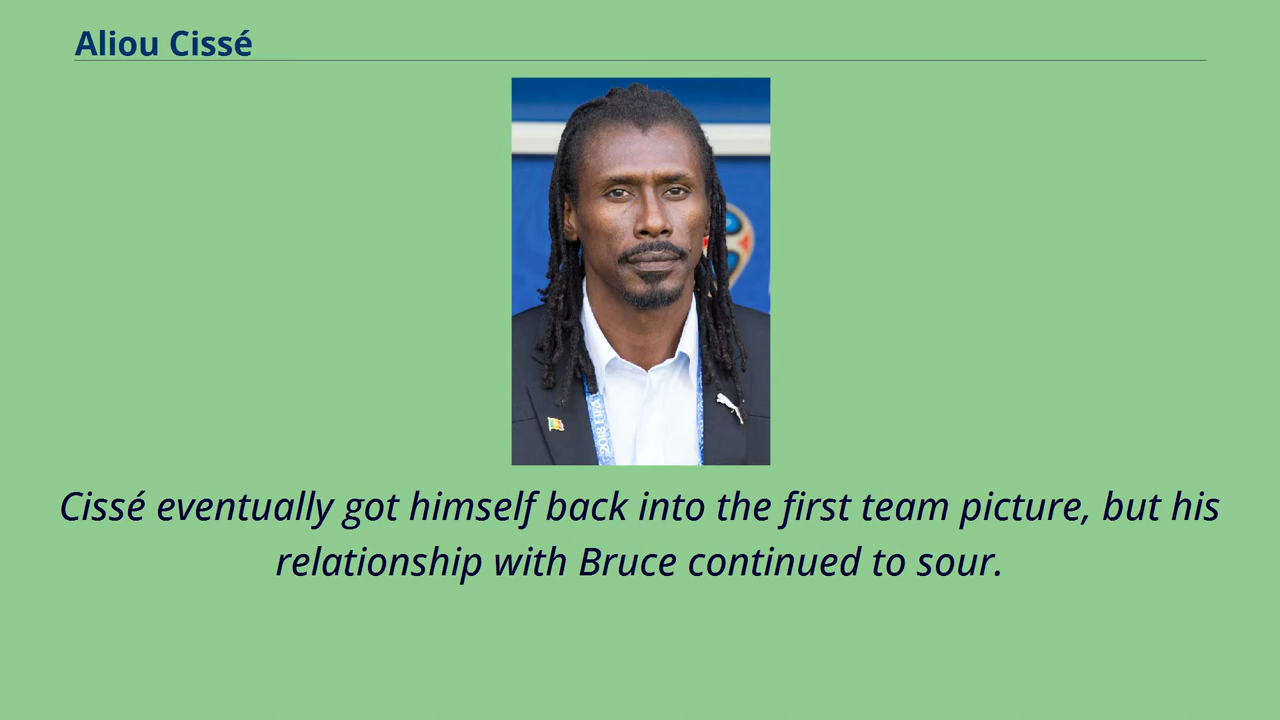 Aliou Cissé
Cissé eventually got himself back into the first team picture, but his
relationship with Bruce continued to sour.